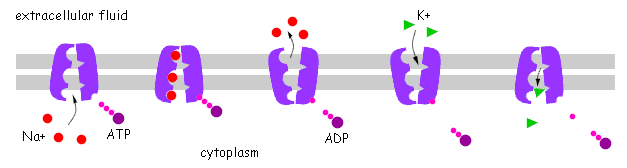 extracellular fluid
K+
Na+
ATP
ADP
cytoplasm